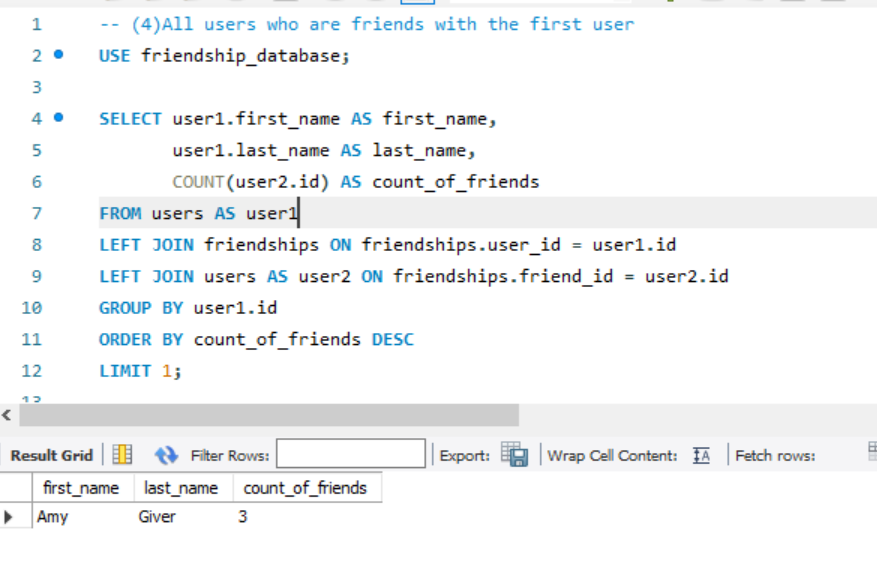 1 -- (4)All users who are friends with the first user
2 USE friendship_database;
3
4 SELECT user1.first_name AS first_name,
5 user1.last_name AS last_name,
6 COUNT(user2.id) AS count_of_friends
7 FROM users AS user1
8 LEFT JOIN friendships ON friendships.user_id = user1.id
9 LEFT JOIN users AS user2 ON friendships.friend_id = user2.id
10 GROUP BY user1.id
11 ORDER BY count_of_friends DESC
12 LIMIT 1;
13
Result Grid Filter Rows: Export: Wrap Cell Content: Fetch rows:
first_name last_name count_of_friends
Amy Giver 3